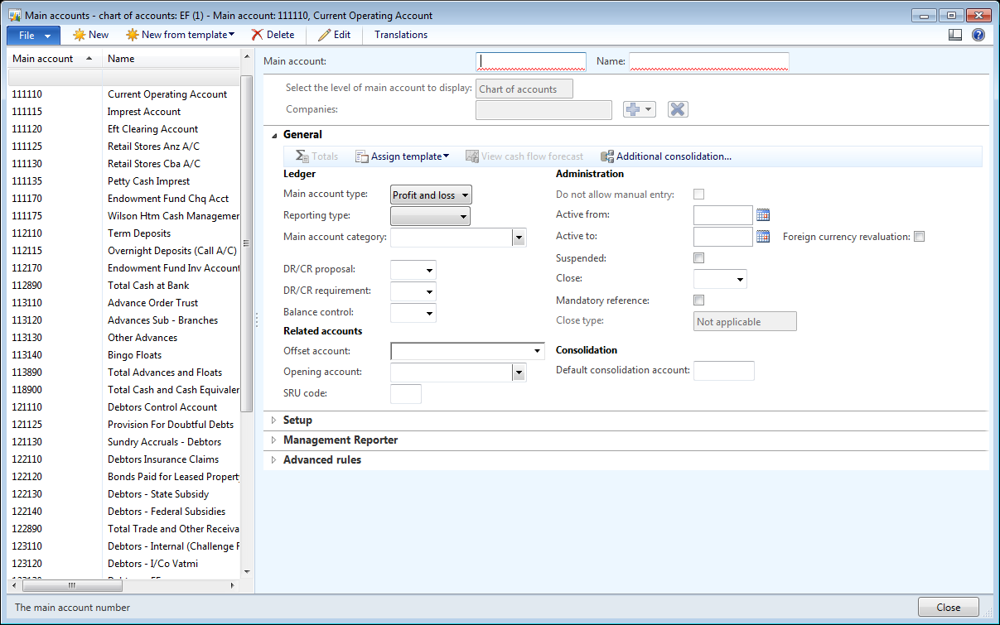 Main accounts - chart of accounts: EF (1) - Main account: 111110, Current Operating Account
File New New from template Delete Edit Translations
Main account Name
111110 Current Operating Account
111115 Imprest Account
111120 Eft Clearing Account
111125 Retail Stores Anz A/C
111130 Retail Stores Cba A/C
111135 Petty Cash Imprest
111170 Endowment Fund Chq Acct
111175 Wilson Htm Cash Managemer
112110 Term Deposits
112115 Overnight Deposits (Call A/C)
112170 Endowment Fund Inv Account
112890 Total Cash at Bank
113110 Advance Order Trust
113120 Advances Sub - Branches
113130 Other Advances
113140 Bingo Floats
113890 Total Advances and Floats
118900 Total Cash and Cash Equivaler
121110 Debtors Control Account
121125 Provision For Doubtful Debts
121130 Sundry Accruals - Debtors
122110 Debtors Insurance Claims
122120 Bonds Paid for Leased Property
122130 Debtors - State Subsidy
122140 Debtors - Federal Subsidies
122890 Total Trade and Other Receiva
123110 Debtors - Internal (Challenge F
123120 Debtors - I/Co Vatmi
Main account: Name:
Select the level of main account to display: Chart of accounts
Companies:
General
Totals Assign template View cash flow forecast Additional consolidation...
Ledger
Main account type: Profit and loss
Reporting type:
Main account category:
DR/CR proposal:
DR/CR requirement:
Balance control:
Related accounts
Offset account:
Opening account:
SRU code:
Administration
Do not allow manual entry:
Active from:
Active to: Foreign currency revaluation:
Suspended:
Close:
Mandatory reference:
Close type: Not applicable
Consolidation
Default consolidation account:
Setup
Management Reporter
Advanced rules
The main account number Close